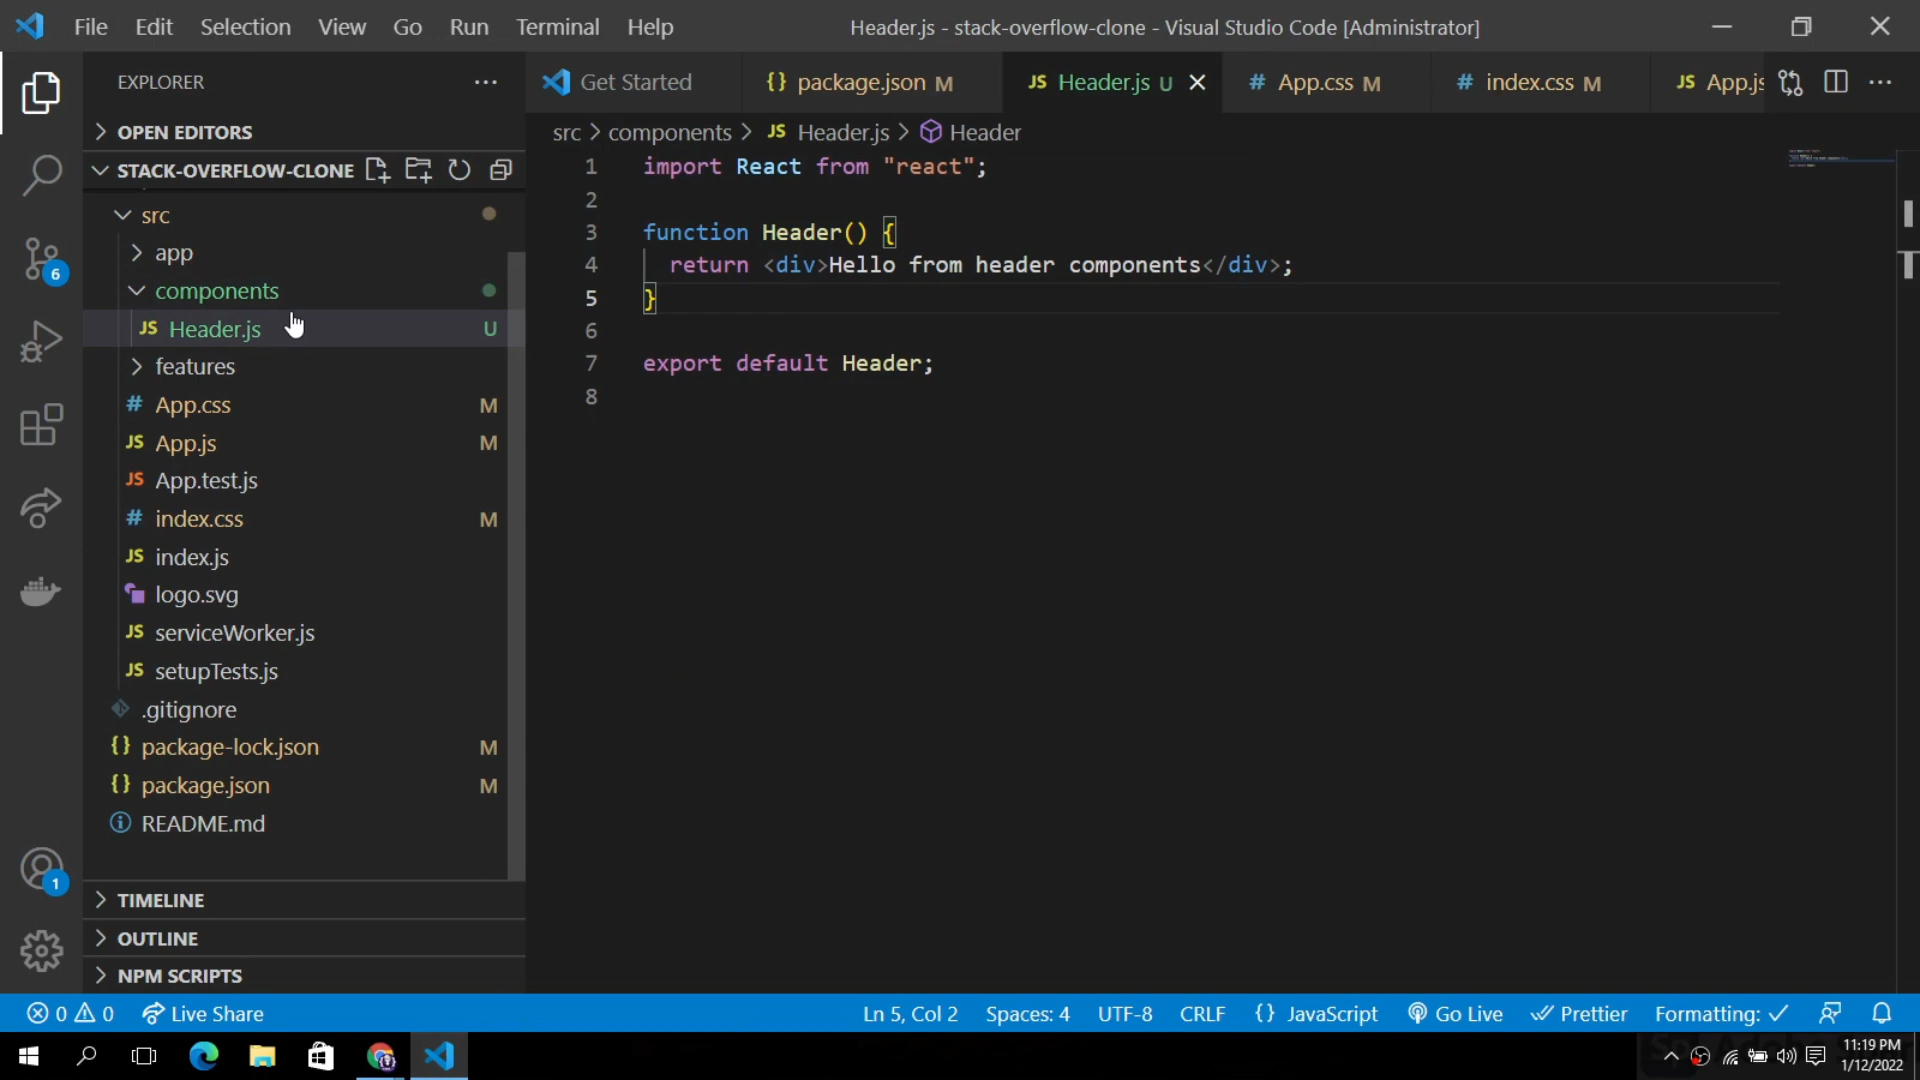 File Edit Selection View Go Run Terminal Help Header.js - stack-overflow-clone - Visual Studio Code [Administrator]
EXPLORER
Get Started {} package.json M JS Header.js U # App.css M # index.css M JS App.js
OPEN EDITORS
src > components > JS Header.js > Header
STACK-OVERFLOW-CLONE
src
app
components
JS Header.js U
features
# App.css M
JS App.js M
JS App.test.js
# index.css M
JS index.js
logo.svg
JS serviceWorker.js
JS setupTests.js
.gitignore
{} package-lock.json M
{} package.json M
README.md
TIMELINE
OUTLINE
NPM SCRIPTS
6
1
1 import React from "react";
2
3 function Header() {
4 return <div>Hello from header components</div>;
5 }
6
7 export default Header;
8
0 0 Live Share Ln 5, Col 2 Spaces: 4 UTF-8 CRLF {} JavaScript Go Live Prettier Formatting: ✓
11:19 PM
1/12/2022